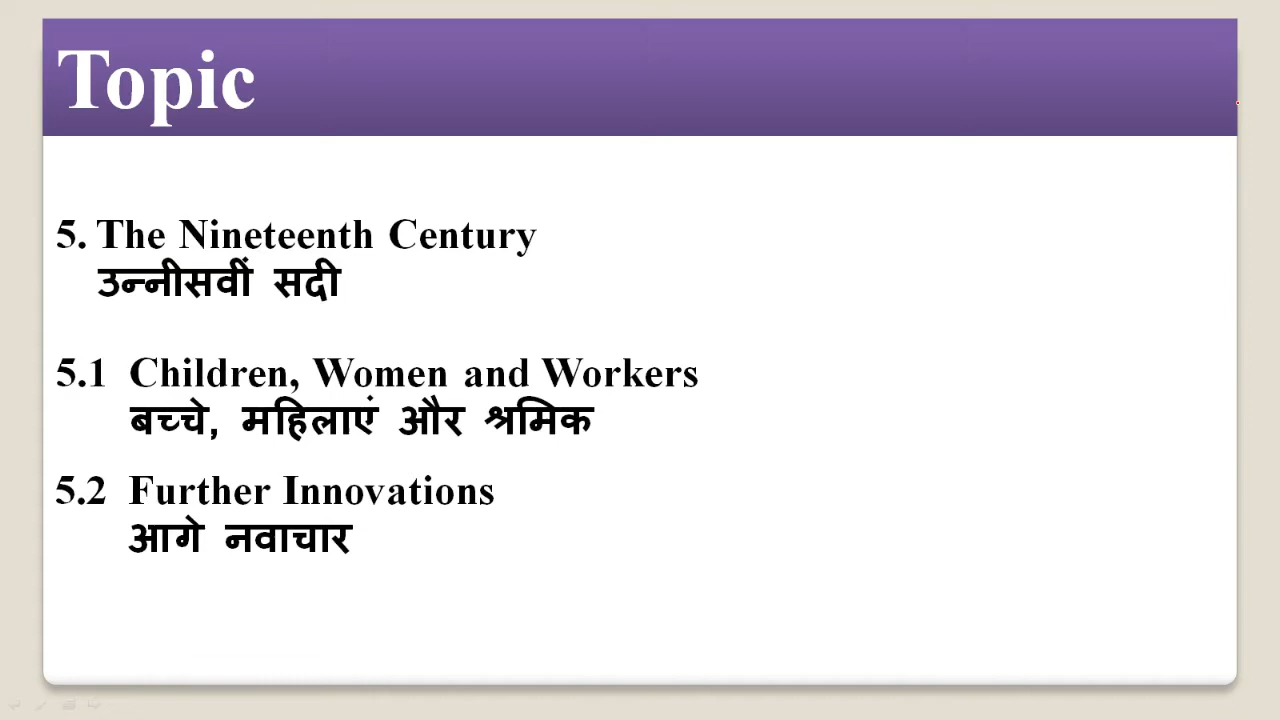 Topic
5. The Nineteenth Century
उन्नीसवीं सदी
5.1 Children, Women and Workers
बच्चे, महिलाएं और श्रमिक
5.2 Further Innovations
आगे नवाचार